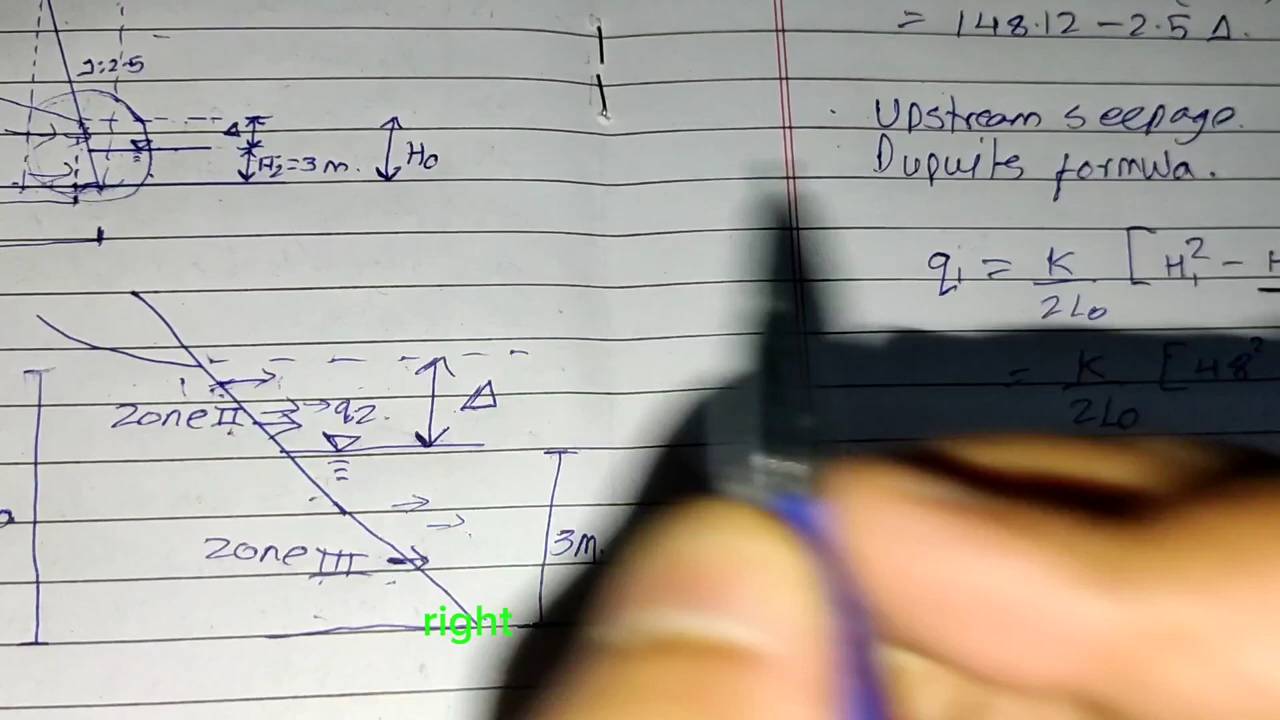 = 148.12 - 2.5 Δ.
1:2.5
Δ
H2=3m.
H0
Upstream seepage.
Dupuits formula.
q1 = K/2L0 [H1² -
= K/2L0 [48²
Zone II
q2.
Δ
Zone III
3m.
right